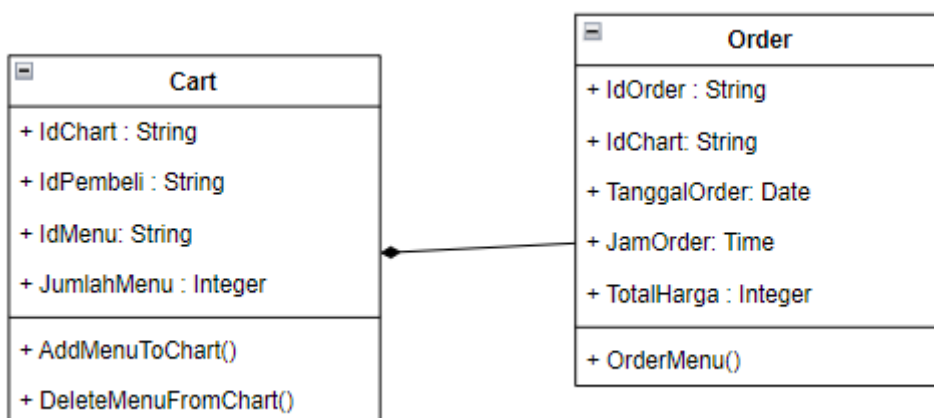 Cart
+ IdChart : String
+ IdPembeli : String
+ IdMenu: String
+ JumlahMenu : Integer
+ AddMenuToChart()
+ DeleteMenuFromChart()
Order
+ IdOrder : String
+ IdChart: String
+ TanggalOrder: Date
+ JamOrder: Time
+ TotalHarga : Integer
+ OrderMenu()